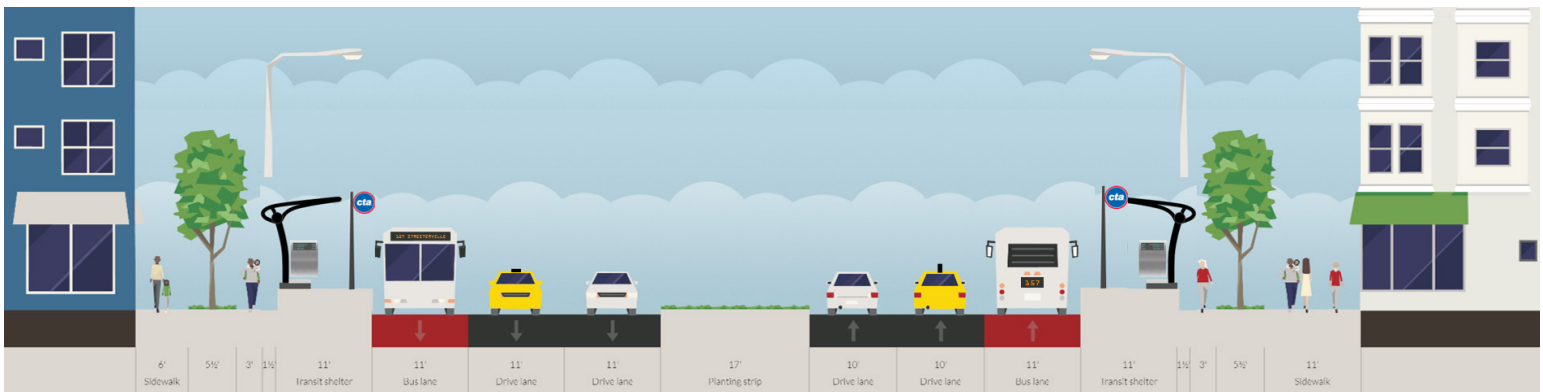 cta
cta
157 STREETERVILLE
157
6' 5½' 3' 1½' 11' 11' 11' 11' 17' 10' 10' 11' 11' 1½' 3' 5½' 11'
Sidewalk Transit shelter Bus lane Drive lane Drive lane Planting strip Drive lane Drive lane Bus lane Transit shelter Sidewalk